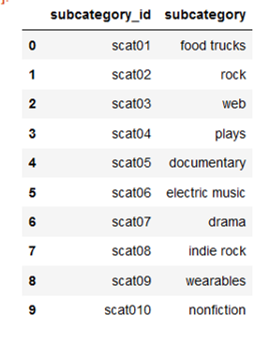 ].
subcategory_id subcategory
0 scat01 food trucks
1 scat02 rock
2 scat03 web
3 scat04 plays
4 scat05 documentary
5 scat06 electric music
6 scat07 drama
7 scat08 indie rock
8 scat09 wearables
9 scat010 nonfiction